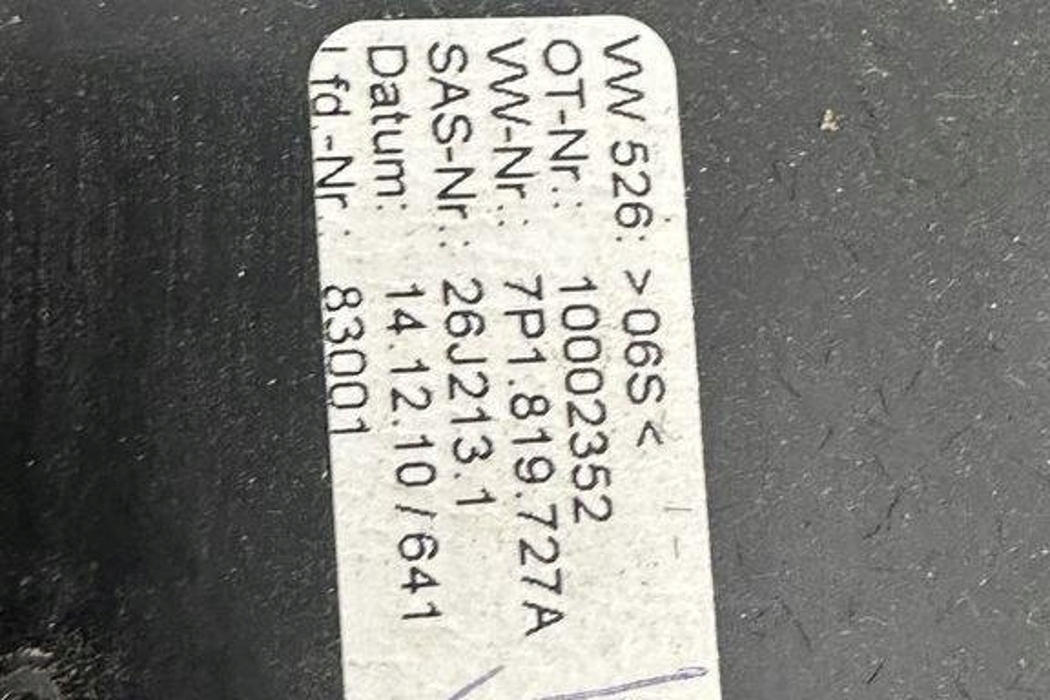 VW 526: >06S<
OT-Nr.: 10002352
VW-Nr.: 7P1.819.727A
SAS-Nr.: 26J213.1
Datum: 14.12.10/641
Lfd.-Nr.: 83001